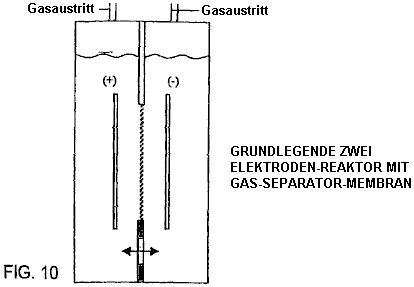 Gasaustritt
Gasaustritt
(+)
(-)
GRUNDLEGENDE ZWEI
ELEKTRODEN-REAKTOR MIT
GAS-SEPARATOR-MEMBRAN
FIG. 10